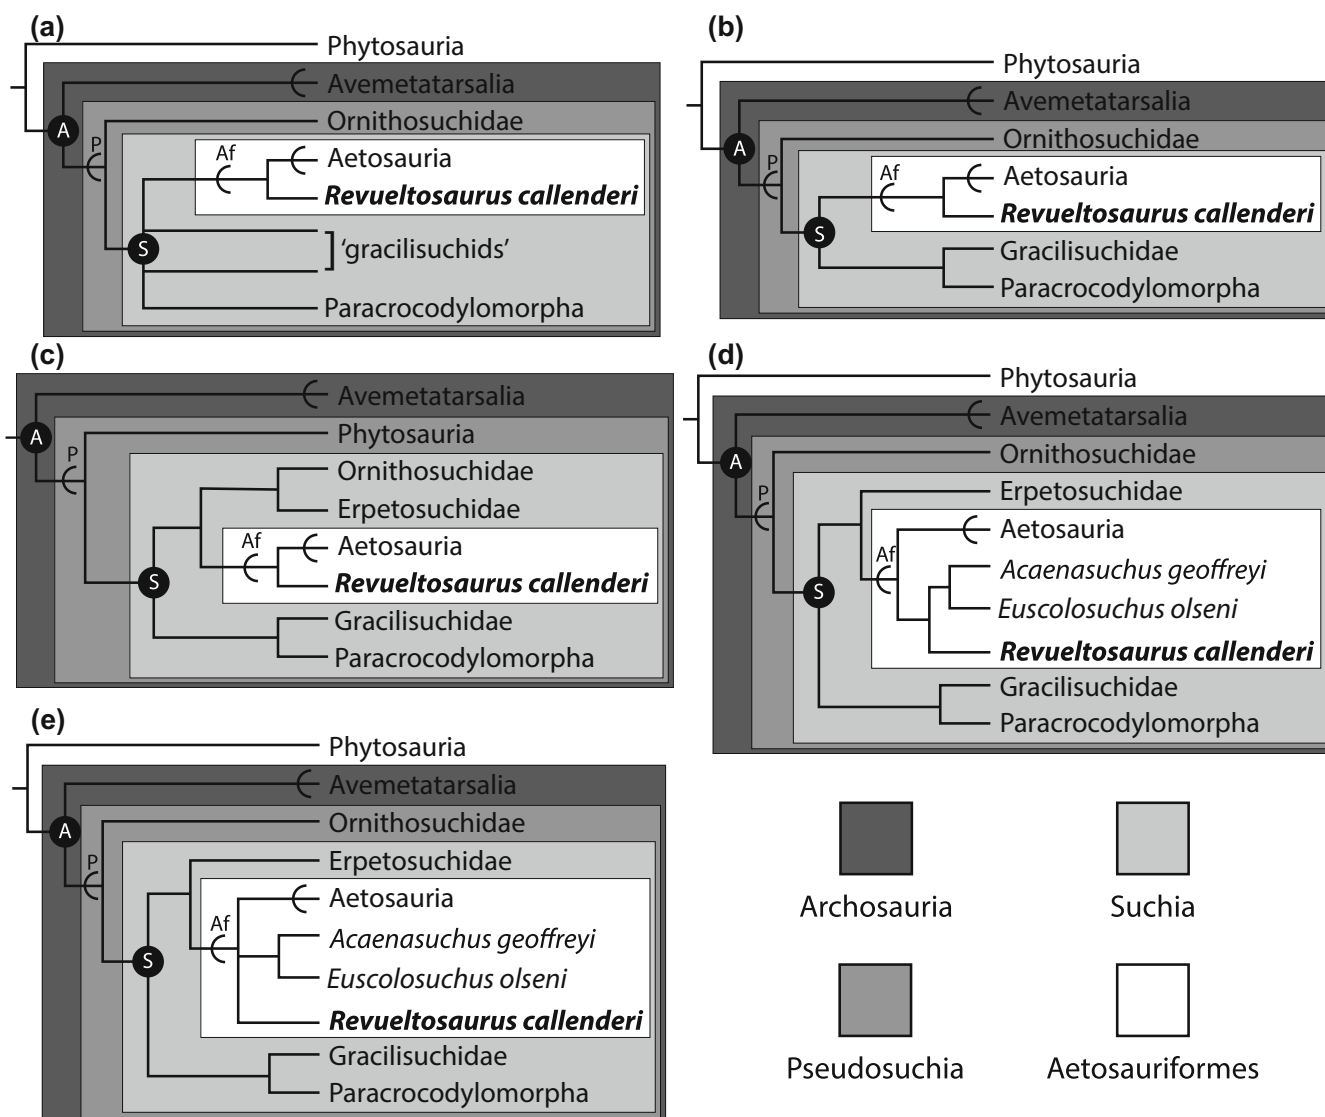 (a)
Phytosauria
Avemetatarsalia
A
P
Ornithosuchidae
Af
Aetosauria
Revueltosaurus callenderi
S
‘gracilisuchids’
Paracrocodylomorpha
(b)
Phytosauria
Avemetatarsalia
A
P
Ornithosuchidae
Af
Aetosauria
Revueltosaurus callenderi
S
Gracilisuchidae
Paracrocodylomorpha
(c)
Avemetatarsalia
A
P
Phytosauria
Ornithosuchidae
Erpetosuchidae
Af
Aetosauria
Revueltosaurus callenderi
S
Gracilisuchidae
Paracrocodylomorpha
(d)
Phytosauria
Avemetatarsalia
A
P
Ornithosuchidae
Erpetosuchidae
Af
Aetosauria
Acaenasuchus geoffreyi
Euscolosuchus olseni
S
Revueltosaurus callenderi
Gracilisuchidae
Paracrocodylomorpha
(e)
Phytosauria
Avemetatarsalia
A
P
Ornithosuchidae
Erpetosuchidae
Af
Aetosauria
Acaenasuchus geoffreyi
S
Euscolosuchus olseni
Revueltosaurus callenderi
Gracilisuchidae
Paracrocodylomorpha
Archosauria
Suchia
Pseudosuchia
Aetosauriformes